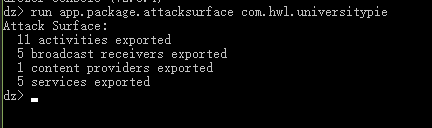 dz> run app.package.attacksurface com.hwl.universitypie
Attack Surface:
11 activities exported
5 broadcast receivers exported
1 content providers exported
5 services exported
dz>